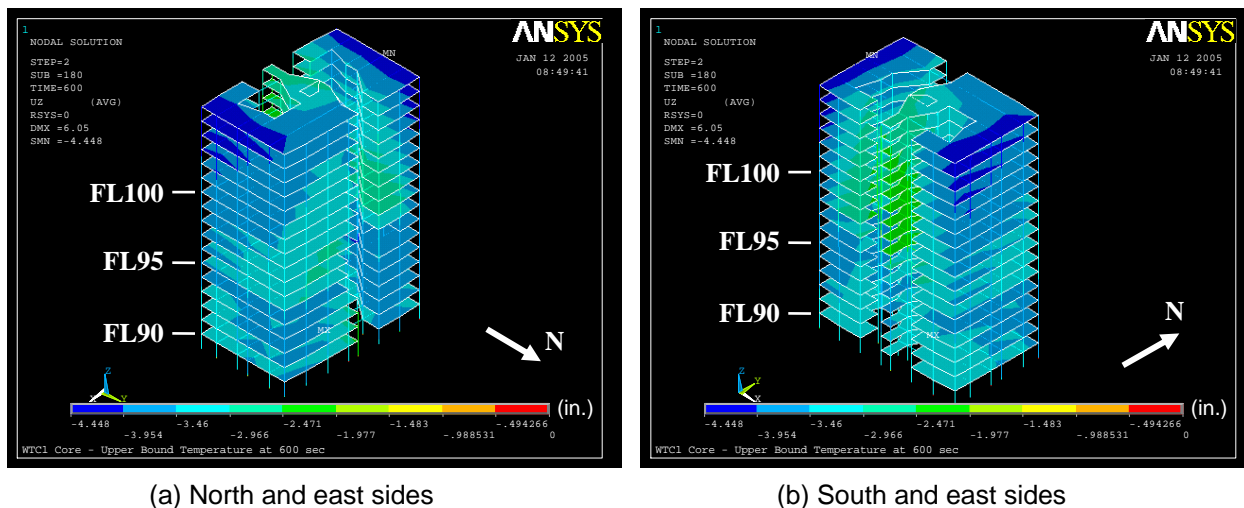 1
NODAL SOLUTION
STEP=2
SUB =180
TIME=600
UZ (AVG)
RSYS=0
DMX =6.05
SMN =-4.448
ANSYS
JAN 12 2005
08:49:41
MN
FL100
FL95
FL90
MX
N
Z
X Y
-4.448 -3.954 -3.46 -2.966 -2.471 -1.977 -1.483 -.988531 -.494266 0
(in.)
WTC1 Core - Upper Bound Temperature at 600 sec
(a) North and east sides
1
NODAL SOLUTION
STEP=2
SUB =180
TIME=600
UZ (AVG)
RSYS=0
DMX =6.05
SMN =-4.448
ANSYS
JAN 12 2005
08:49:41
MN
FL100
FL95
FL90
MX
N
Z
Y
X
-4.448 -3.954 -3.46 -2.966 -2.471 -1.977 -1.483 -.988531 -.494266 0
(in.)
WTC1 Core - Upper Bound Temperature at 600 sec
(b) South and east sides